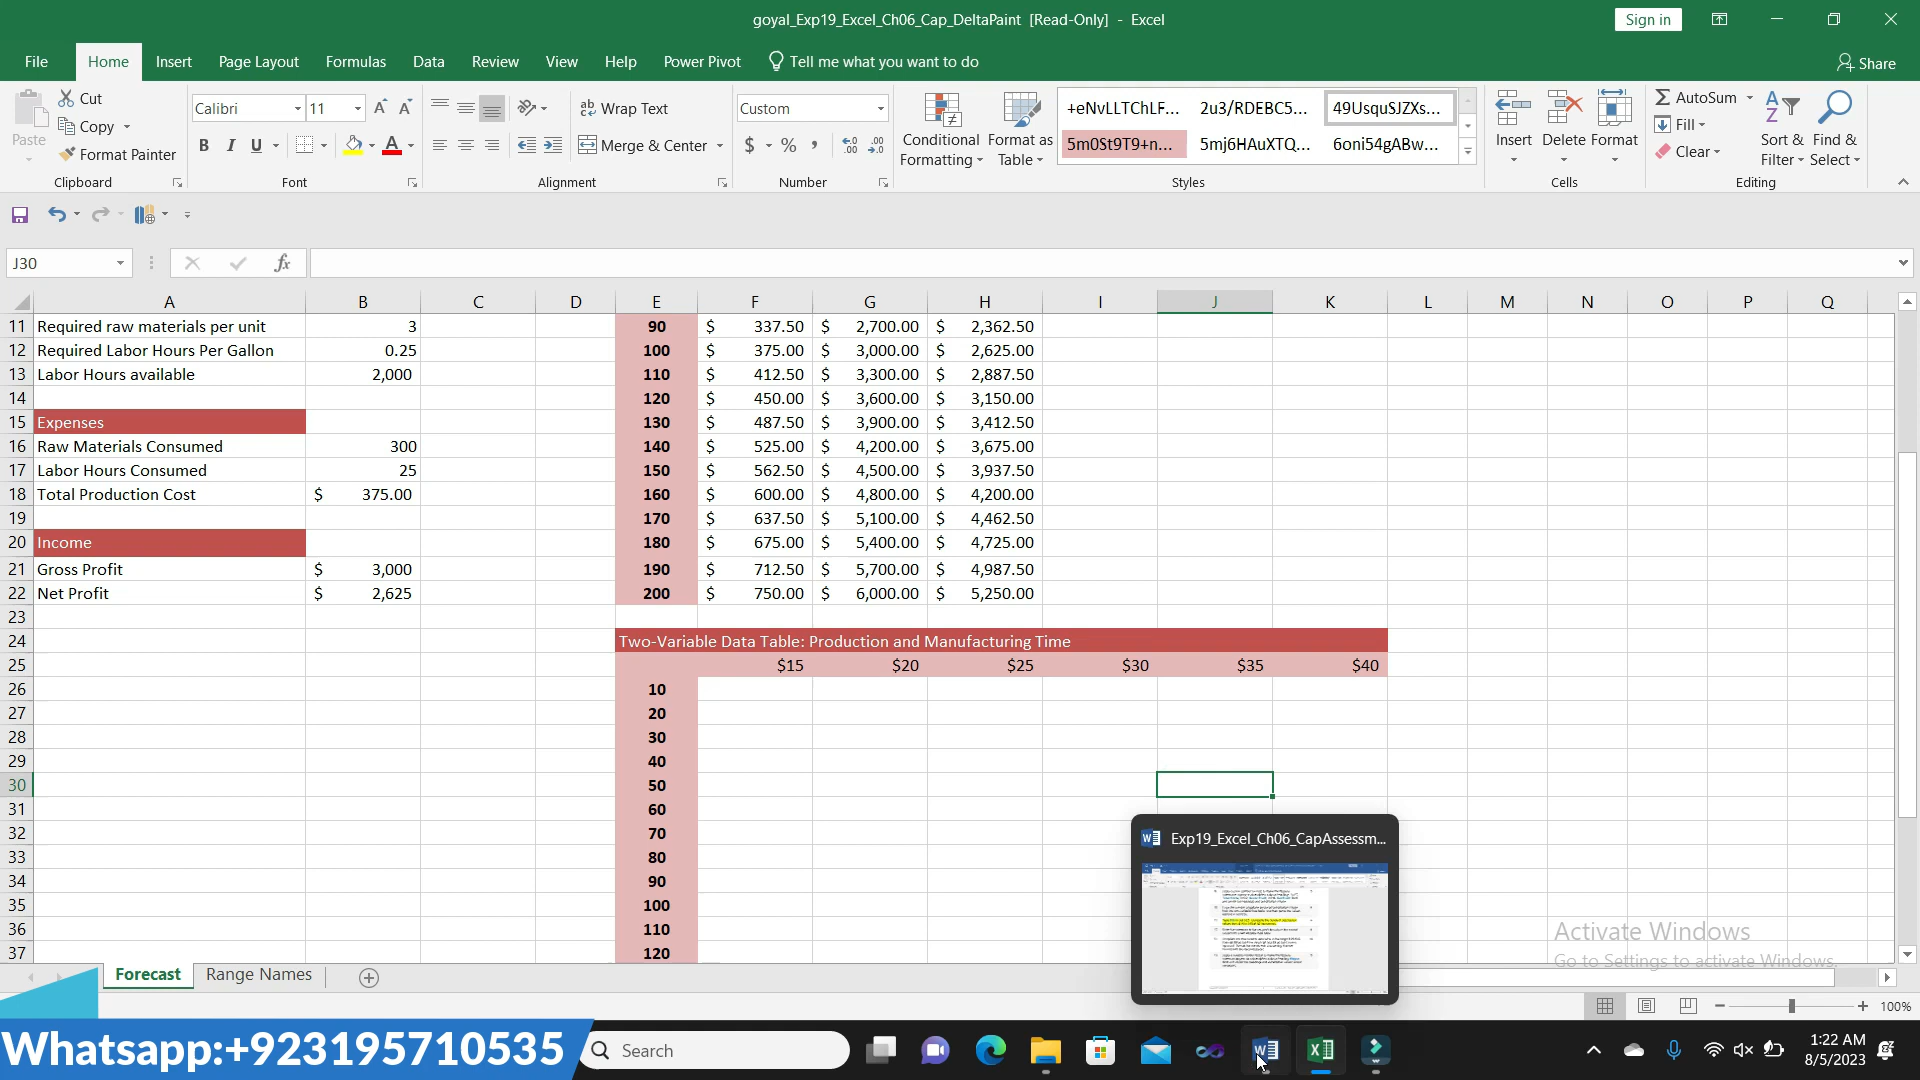 goyal_Exp19_Excel_Ch06_Cap_DeltaPaint [Read-Only] - Excel
Sign in
File Home Insert Page Layout Formulas Data Review View Help Power Pivot Tell me what you want to do Share
Paste
Cut
Copy
Format Painter
Clipboard
Calibri 11
B I U
Font
Wrap Text
Merge & Center
Alignment
Custom
$ % ,
Number
Conditional Formatting
Format as Table
+eNvLLTChLF... 2u3/RDEBC5... 49UsquSJZXs...
5m0St9T9+n... 5mj6HAuXTQ... 6oni54gABw...
Styles
Insert Delete Format
Cells
AutoSum
Fill
Clear
Sort & Filter
Find & Select
Editing
J30
fx
A B C D E F G H I J K L M N O P Q
11 Required raw materials per unit 3 90 $ 337.50 $ 2,700.00 $ 2,362.50
12 Required Labor Hours Per Gallon 0.25 100 $ 375.00 $ 3,000.00 $ 2,625.00
13 Labor Hours available 2,000 110 $ 412.50 $ 3,300.00 $ 2,887.50
14 120 $ 450.00 $ 3,600.00 $ 3,150.00
15 Expenses 130 $ 487.50 $ 3,900.00 $ 3,412.50
16 Raw Materials Consumed 300 140 $ 525.00 $ 4,200.00 $ 3,675.00
17 Labor Hours Consumed 25 150 $ 562.50 $ 4,500.00 $ 3,937.50
18 Total Production Cost $ 375.00 160 $ 600.00 $ 4,800.00 $ 4,200.00
19 170 $ 637.50 $ 5,100.00 $ 4,462.50
20 Income 180 $ 675.00 $ 5,400.00 $ 4,725.00
21 Gross Profit $ 3,000 190 $ 712.50 $ 5,700.00 $ 4,987.50
22 Net Profit $ 2,625 200 $ 750.00 $ 6,000.00 $ 5,250.00
23
24 Two-Variable Data Table: Production and Manufacturing Time
25 $15 $20 $25 $30 $35 $40
26 10
27 20
28 30
29 40
30 50
31 60
32 70
33 80
34 90
35 100
36 110
37 120
Exp19_Excel_Ch06_CapAssessm...
Activate Windows
Go to Settings to activate Windows.
Forecast Range Names
100%
Whatsapp:+923195710535
Search
1:22 AM
8/5/2023